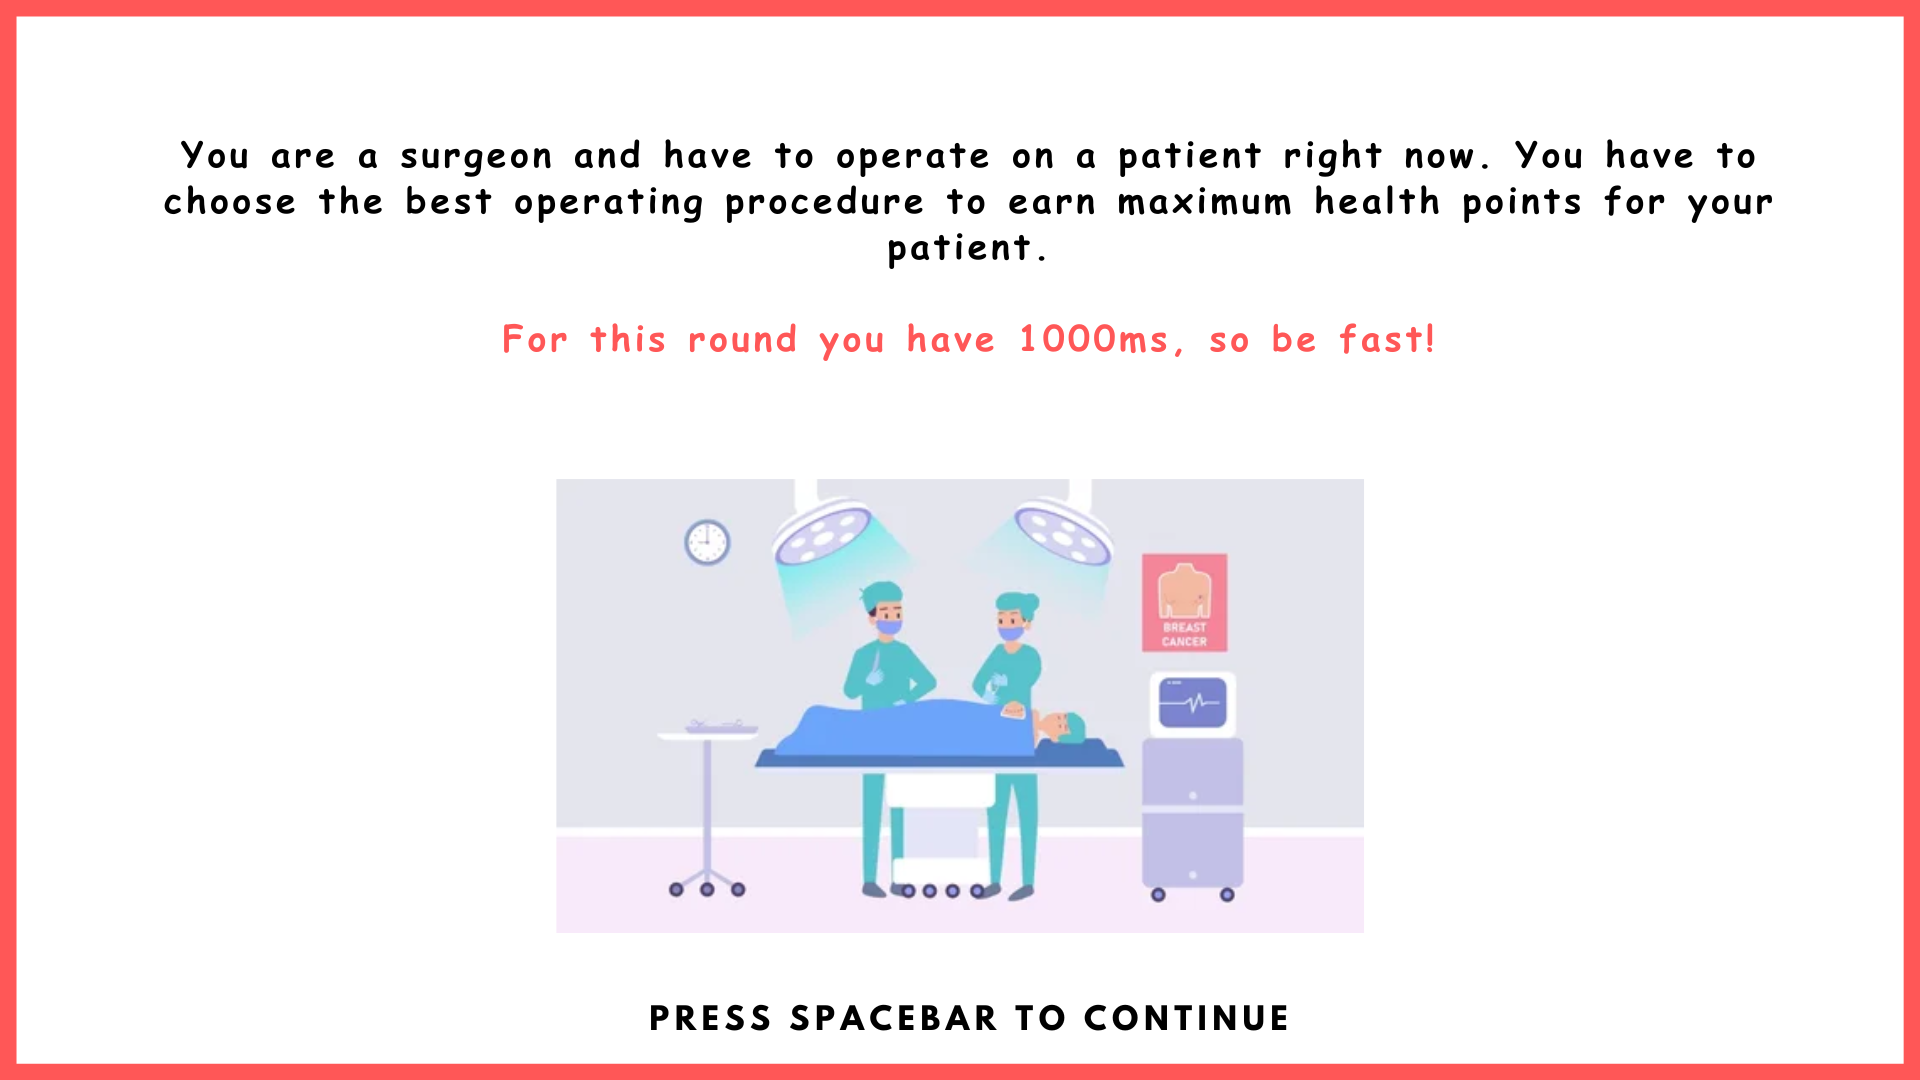 You are a surgeon and have to operate on a patient right now. You have to
choose the best operating procedure to earn maximum health points for your
patient.
For this round you have 1000ms, so be fast!
BREAST
CANCER
PRESS SPACEBAR TO CONTINUE